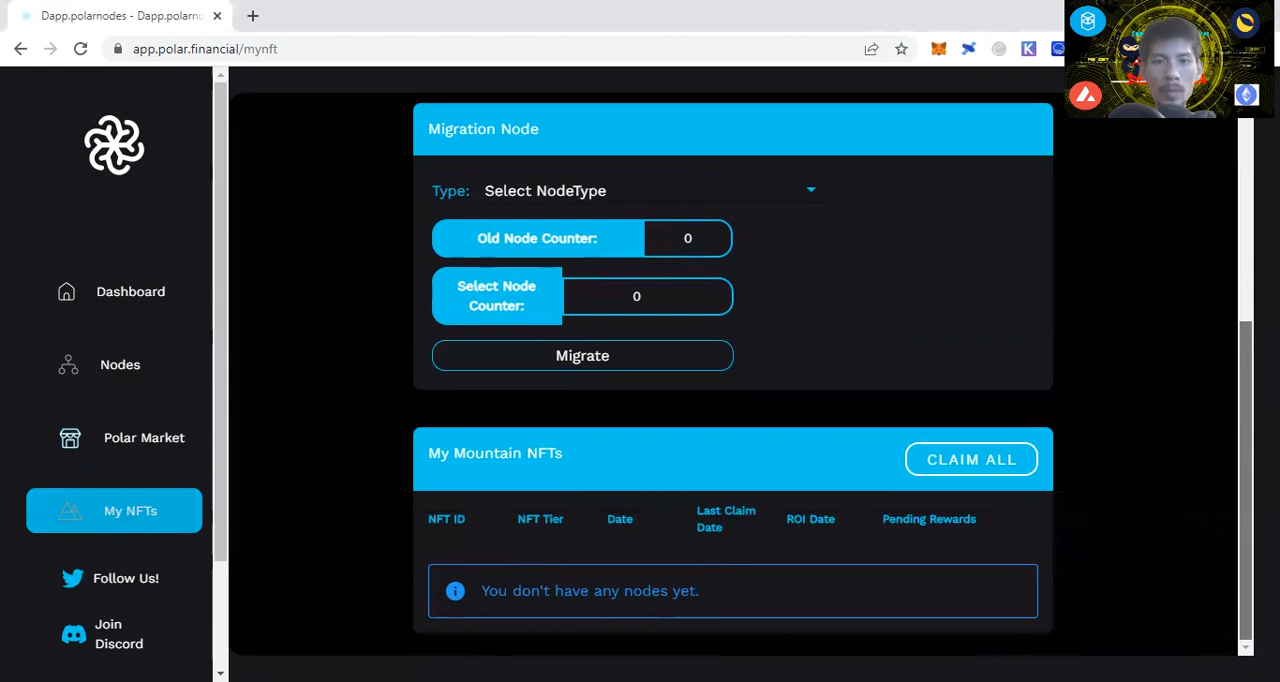 Dapp.polarnodes - Dapp.polarno
app.polar.financial/mynft
K
Migration Node
Type: Select NodeType
Old Node Counter: 0
Select Node
Counter: 0
Migrate
Dashboard
Nodes
Polar Market
My NFTs
Follow Us!
Join
Discord
My Mountain NFTs
CLAIM ALL
NFT ID NFT Tier Date Last Claim
Date ROI Date Pending Rewards
You don't have any nodes yet.